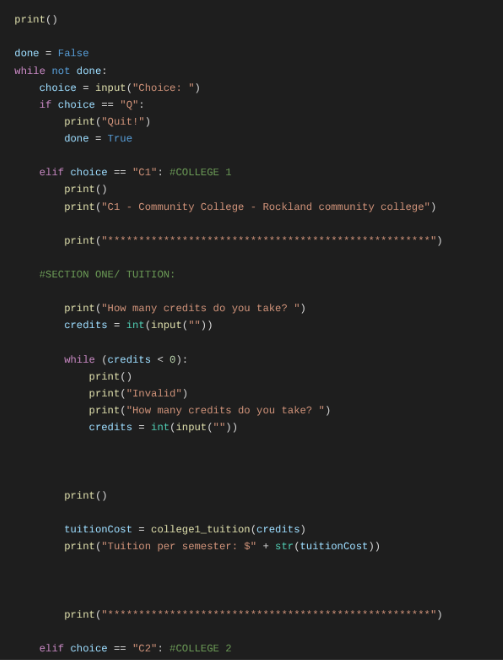 print()
done = False
while not done:
    choice = input("Choice: ")
    if choice == "Q":
        print("Quit!")
        done = True
    elif choice == "C1": #COLLEGE 1
        print()
        print("C1 - Community College - Rockland community college")
        print("****************************************************")
    #SECTION ONE/ TUITION:
        print("How many credits do you take? ")
        credits = int(input(""))
        while (credits < 0):
            print()
            print("Invalid")
            print("How many credits do you take? ")
            credits = int(input(""))
        print()
        tuitionCost = college1_tuition(credits)
        print("Tuition per semester: $" + str(tuitionCost))
        print("****************************************************")
    elif choice == "C2": #COLLEGE 2